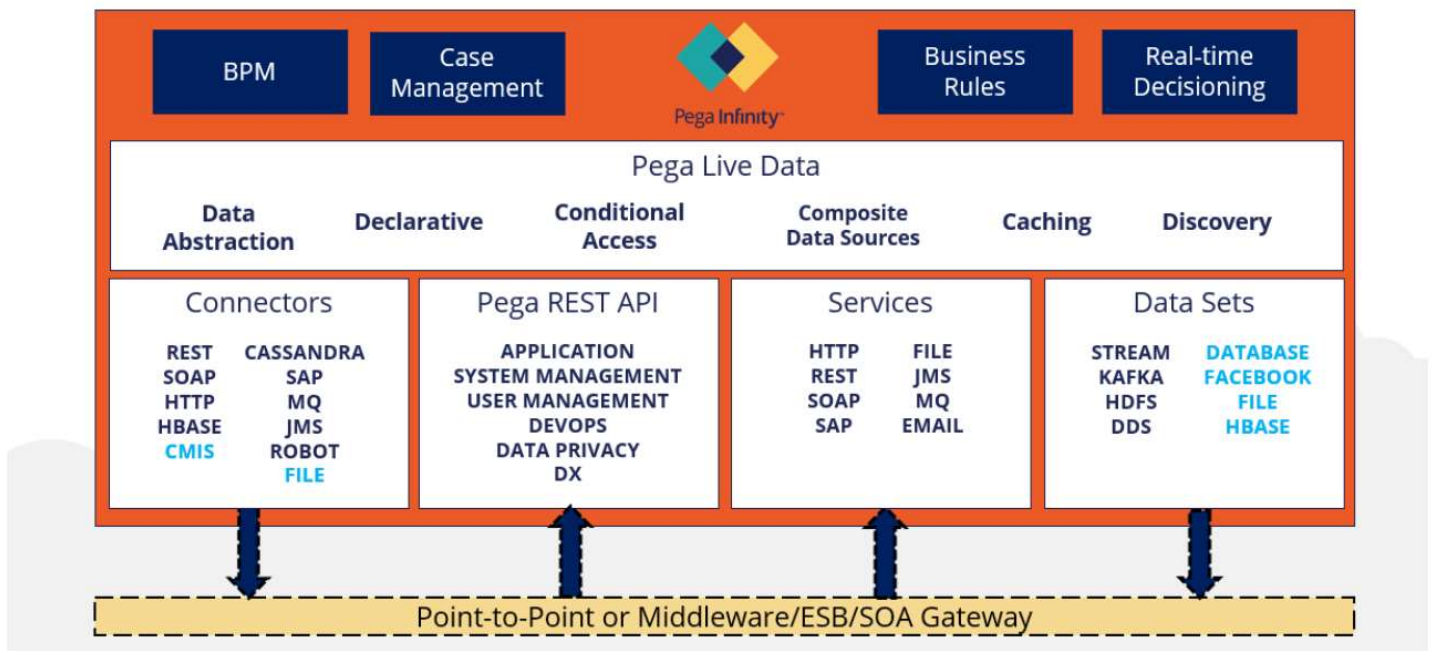 BPM
Case
Management
Pega Infinity
Business
Rules
Real-time
Decisioning
Pega Live Data
Data
Abstraction
Declarative
Conditional
Access
Composite
Data Sources
Caching
Discovery
Connectors
REST CASSANDRA
SOAP SAP
HTTP MQ
HBASE JMS
CMIS ROBOT
FILE
Pega REST API
APPLICATION
SYSTEM MANAGEMENT
USER MANAGEMENT
DEVOPS
DATA PRIVACY
DX
Services
HTTP FILE
REST JMS
SOAP MQ
SAP EMAIL
Data Sets
STREAM DATABASE
KAFKA FACEBOOK
HDFS FILE
DDS HBASE
Point-to-Point or Middleware/ESB/SOA Gateway